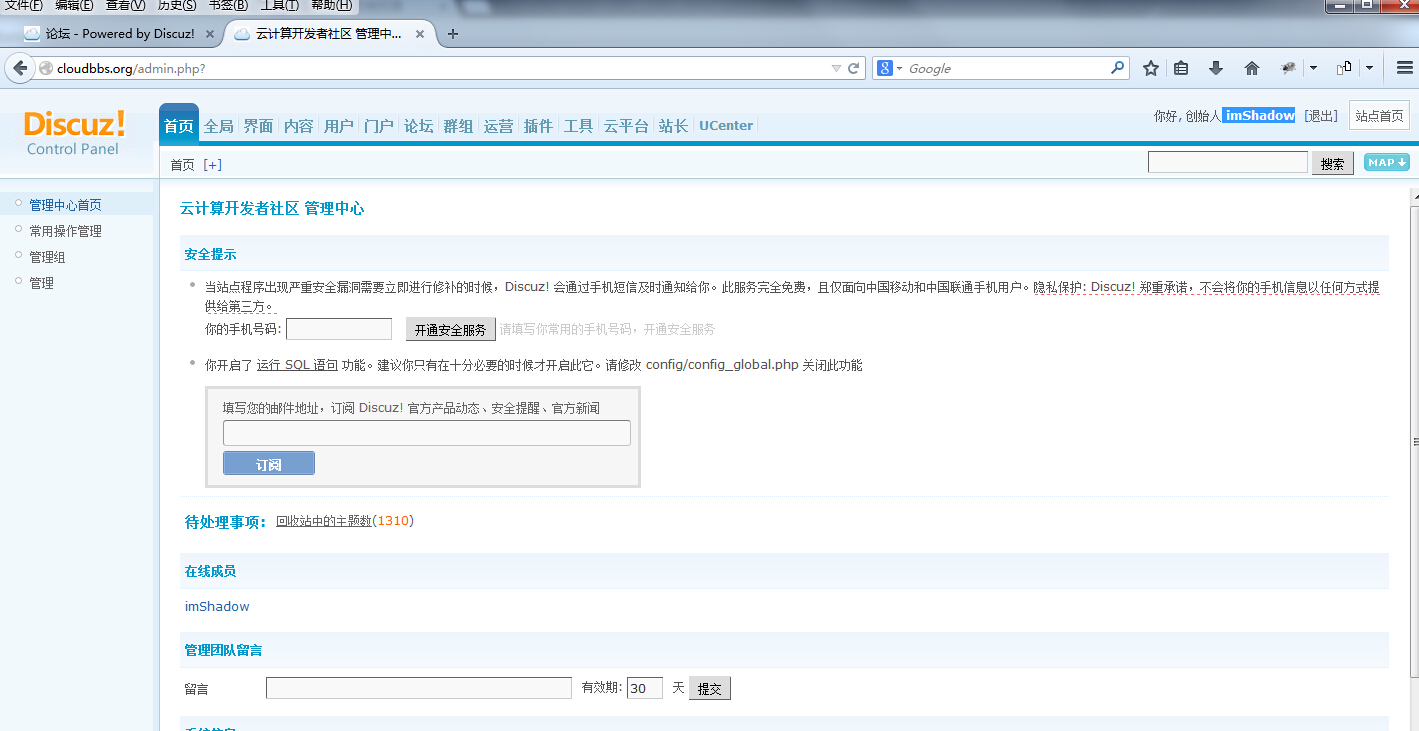 文件(F) 编辑(E) 查看(V) 历史(S) 书签(B) 工具(T) 帮助(H)
论坛 - Powered by Discuz! × 云计算开发者社区 管理中... × +
cloudbbs.org/admin.php? Google
Discuz!
Control Panel
首页 全局 界面 内容 用户 门户 论坛 群组 运营 插件 工具 云平台 站长 UCenter
你好, 创始人 imShadow [退出] 站点首页
首页 [+] 搜索 MAP
管理中心首页
常用操作管理
管理组
管理
云计算开发者社区 管理中心
安全提示
当站点程序出现严重安全漏洞需要立即进行修补的时候，Discuz! 会通过手机短信及时通知给你。此服务完全免费，且仅面向中国移动和中国联通手机用户。隐私保护: Discuz! 郑重承诺，不会将你的手机信息以任何方式提
供给第三方。
你的手机号码: 开通安全服务 请填写你常用的手机号码，开通安全服务
你开启了 运行 SQL 语句 功能。建议你只有在十分必要的时候才开启此它。请修改 config/config_global.php 关闭此功能
填写您的邮件地址，订阅 Discuz! 官方产品动态、安全提醒、官方新闻
订阅
待处理事项: 回收站中的主题数(1310)
在线成员
imShadow
管理团队留言
留言 有效期: 30 天 提交